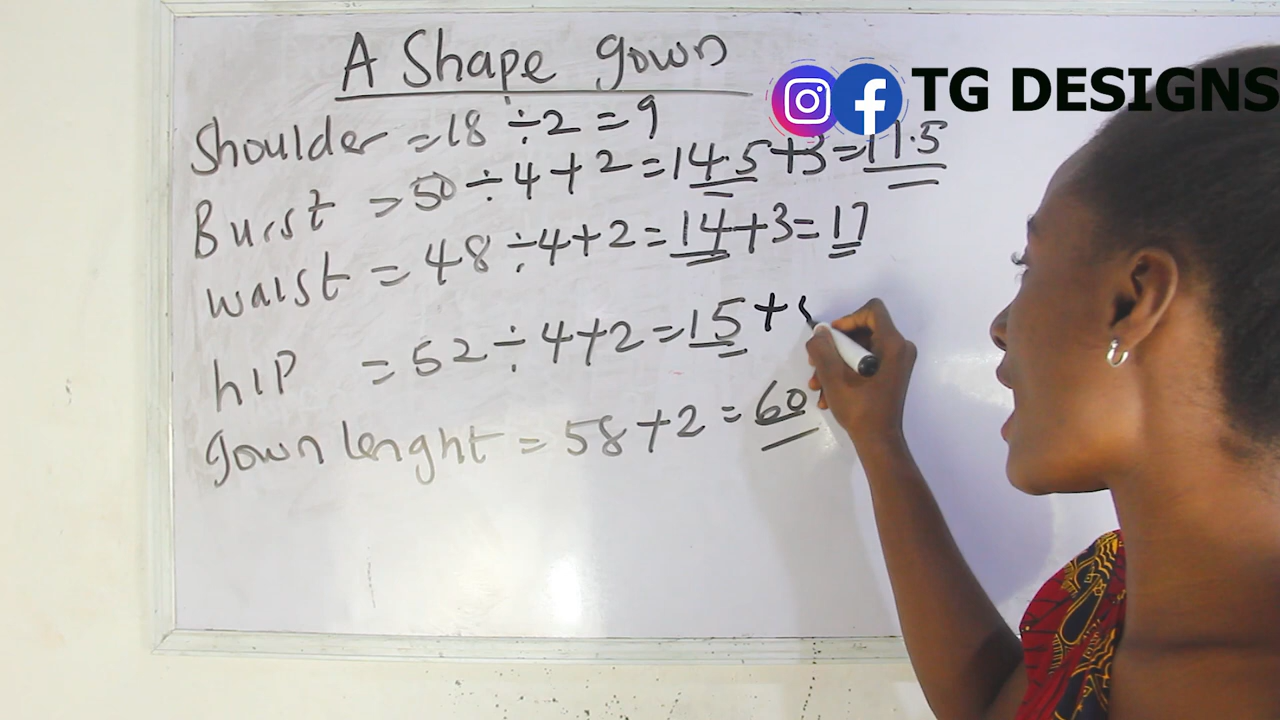 A Shape gown
TG DESIGNS
Shoulder = 18 ÷ 2 = 9
Burst = 50 ÷ 4 + 2 = 14.5 + 3 = 17.5
waist = 48 ÷ 4 + 2 = 14 + 3 = 17
hip = 52 ÷ 4 + 2 = 15 +
gown lenght = 58 + 2 = 60